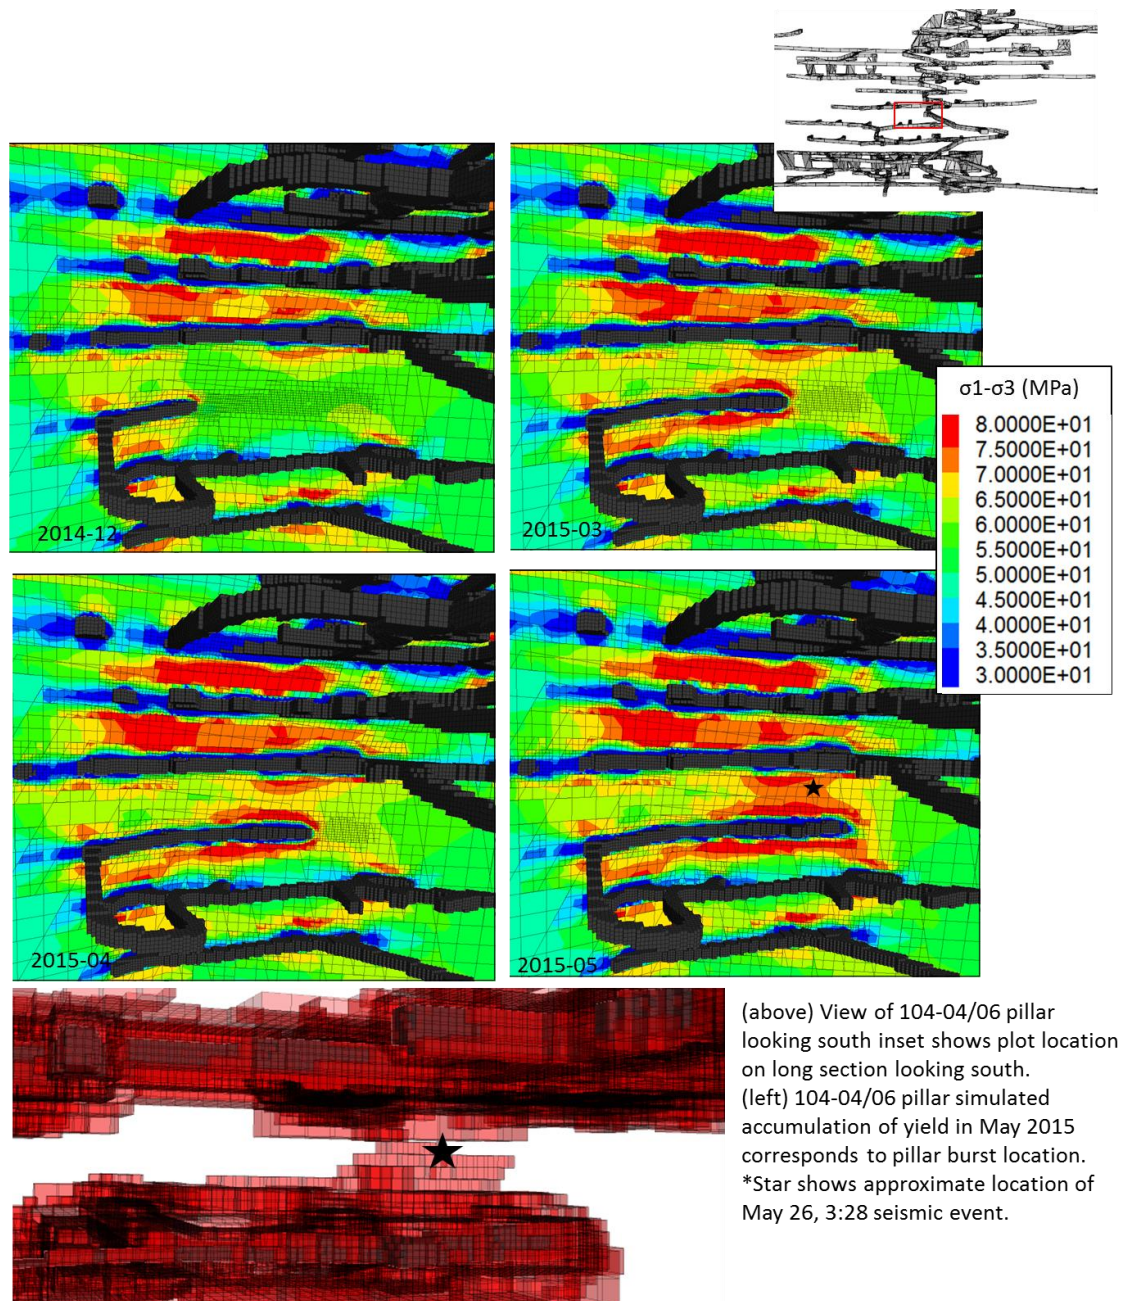 2014-12
2015-03
σ1-σ3 (MPa)
8.0000E+01
7.5000E+01
7.0000E+01
6.5000E+01
6.0000E+01
5.5000E+01
5.0000E+01
4.5000E+01
4.0000E+01
3.5000E+01
3.0000E+01
2015-04
2015-05
(above) View of 104-04/06 pillar
looking south inset shows plot location
on long section looking south.
(left) 104-04/06 pillar simulated
accumulation of yield in May 2015
corresponds to pillar burst location.
*Star shows approximate location of
May 26, 3:28 seismic event.